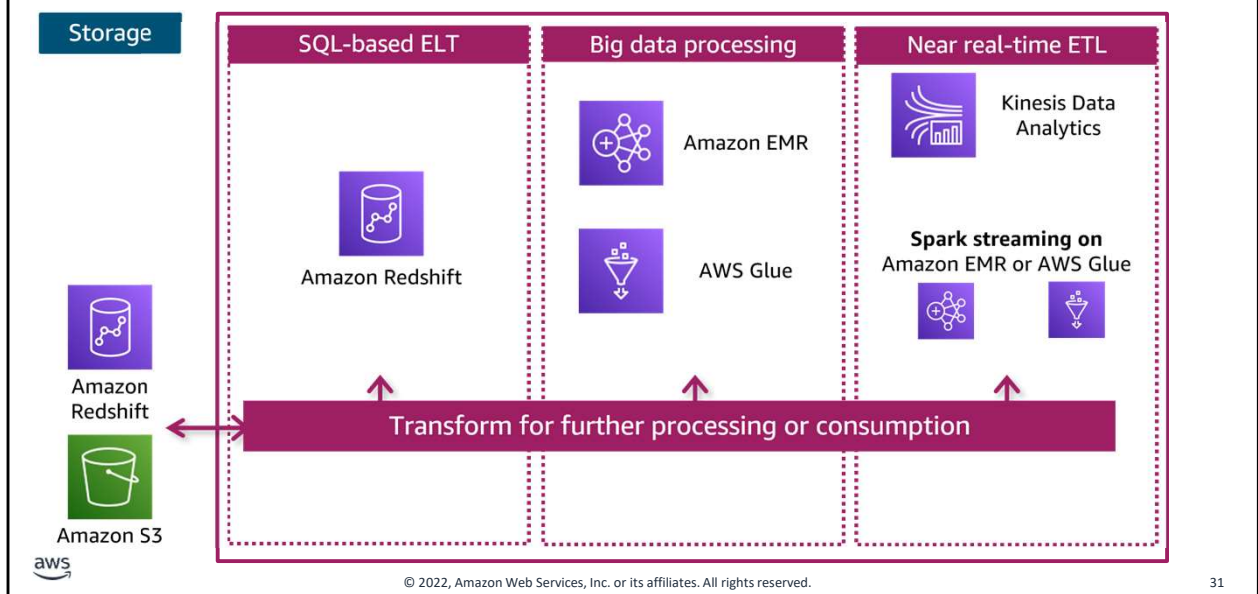 Storage
SQL-based ELT
Big data processing
Near real-time ETL
Kinesis Data
Analytics
Amazon EMR
Amazon Redshift
AWS Glue
Spark streaming on
Amazon EMR or AWS Glue
Amazon
Redshift
Transform for further processing or consumption
Amazon S3
aws
© 2022, Amazon Web Services, Inc. or its affiliates. All rights reserved.
31